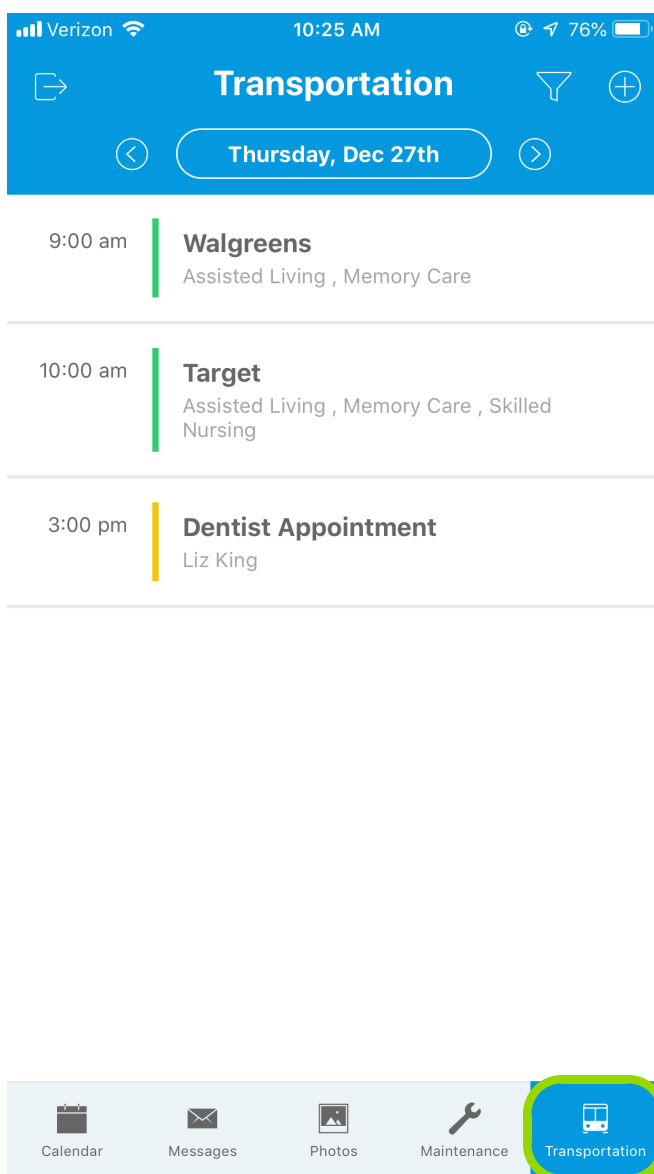 Verizon 10:25 AM 76%
Transportation
Thursday, Dec 27th
9:00 am Walgreens
Assisted Living , Memory Care
10:00 am Target
Assisted Living , Memory Care , Skilled
Nursing
3:00 pm Dentist Appointment
Liz King
Calendar Messages Photos Maintenance Transportation